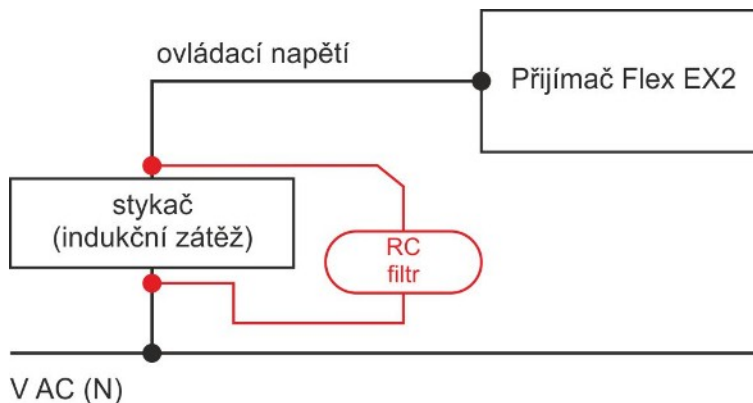 ovládací napětí
Přijímač Flex EX2
stykač
(indukční zátěž)
RC
filtr
V AC (N)